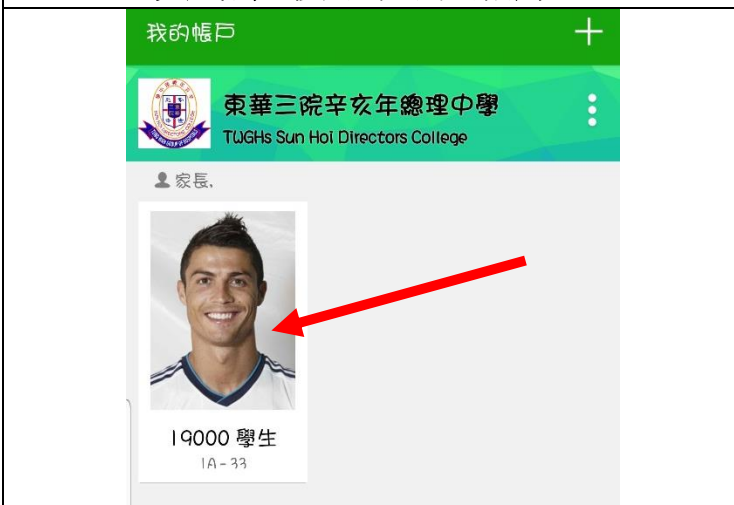 我的帳戶
東華三院辛亥年總理中學
TWGHs Sun Hoi Directors College
家長,
19000 學生
1A - 33